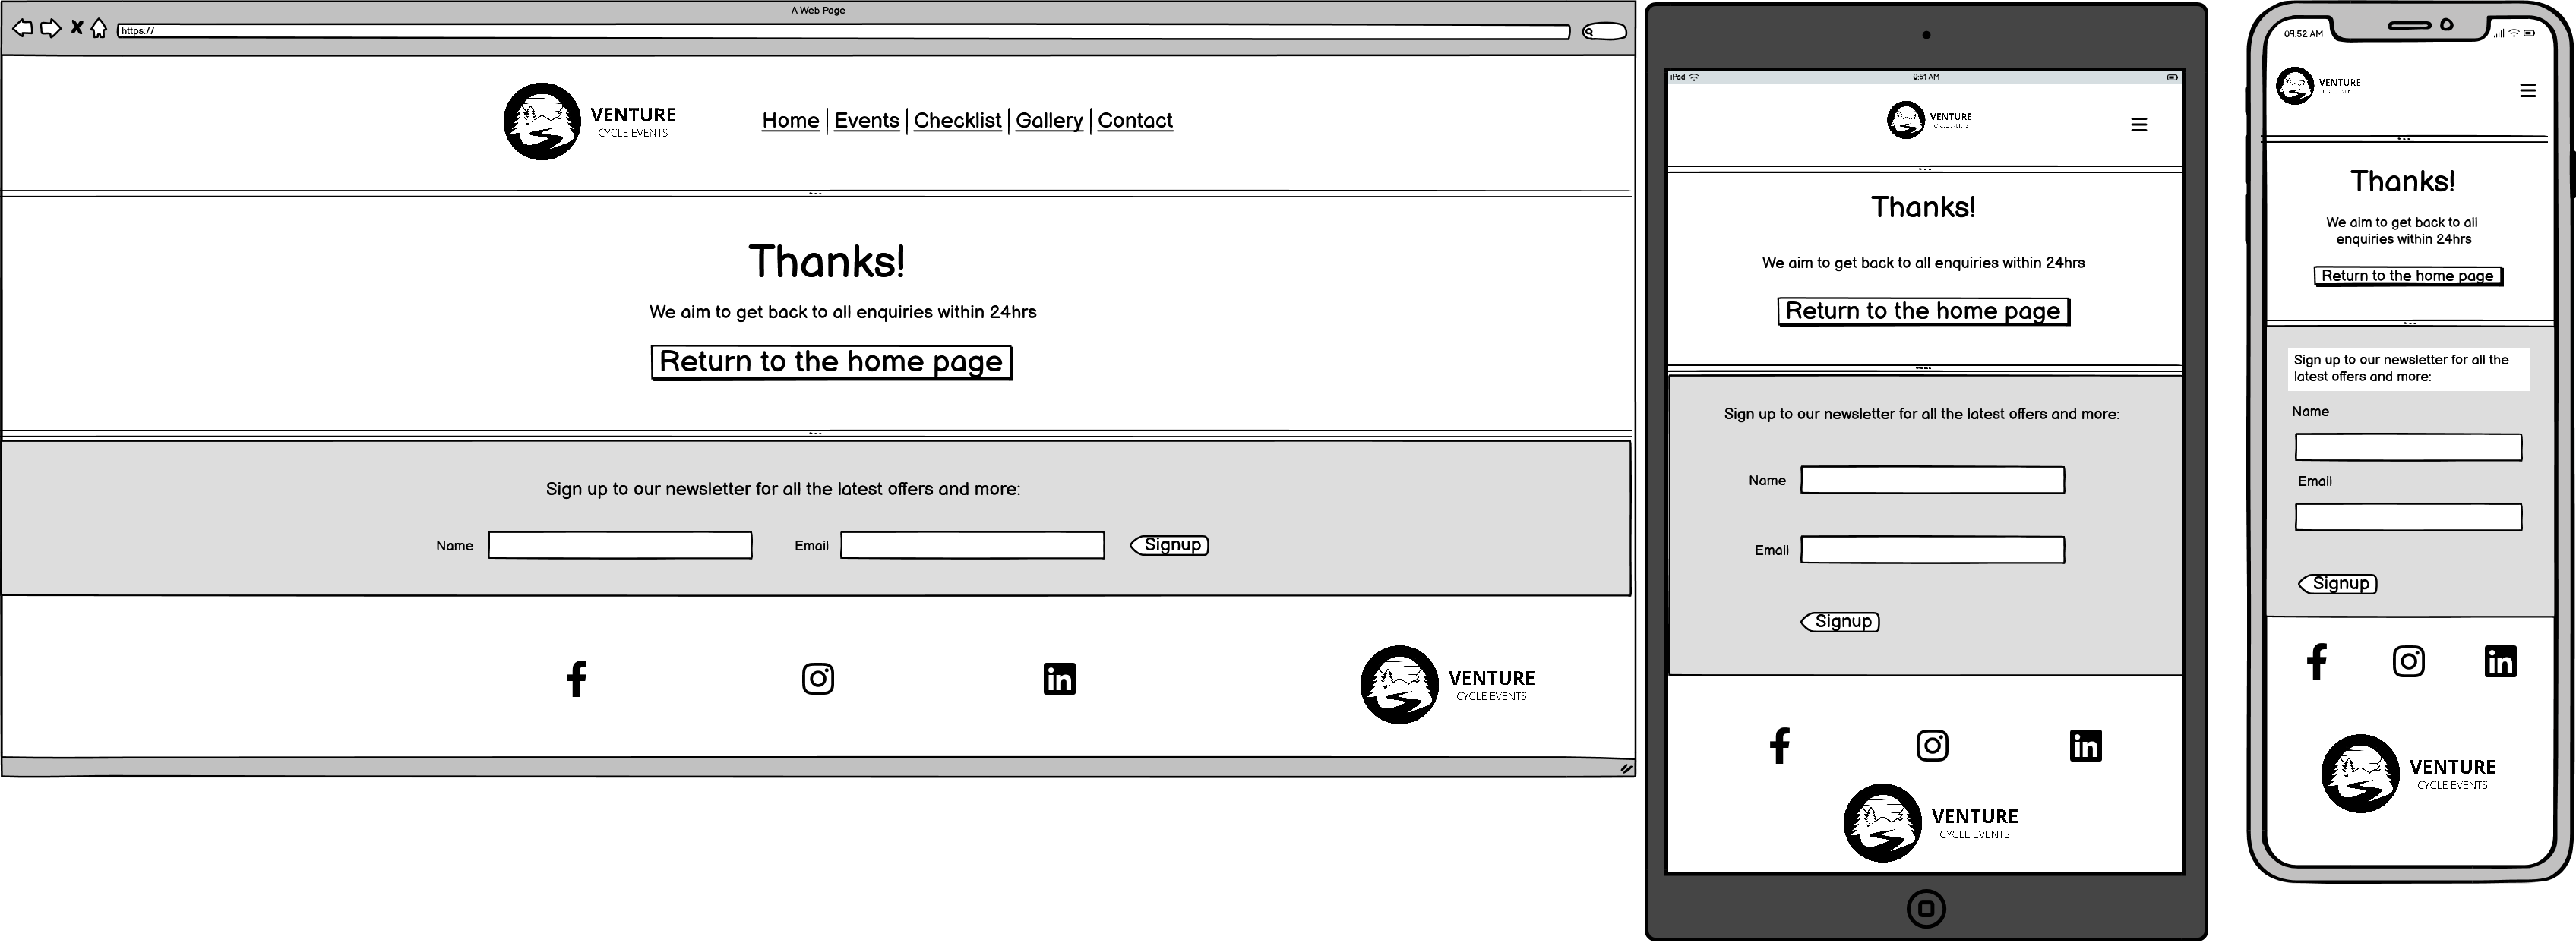 A Web Page
https://
VENTURE
CYCLE EVENTS
Home | Events | Checklist | Gallery | Contact
Thanks!
We aim to get back to all enquiries within 24hrs
Return to the home page
Sign up to our newsletter for all the latest offers and more:
Name
Email
Signup
VENTURE
CYCLE EVENTS
iPad
VENTURE
Thanks!
We aim to get back to all enquiries within 24hrs
Return to the home page
Sign up to our newsletter for all the latest offers and more:
Name
Email
Signup
VENTURE
CYCLE EVENTS
09:52 AM
VENTURE
Thanks!
We aim to get back to all
enquiries within 24hrs
Return to the home page
Sign up to our newsletter for all the
latest offers and more:
Name
Email
Signup
VENTURE
CYCLE EVENTS